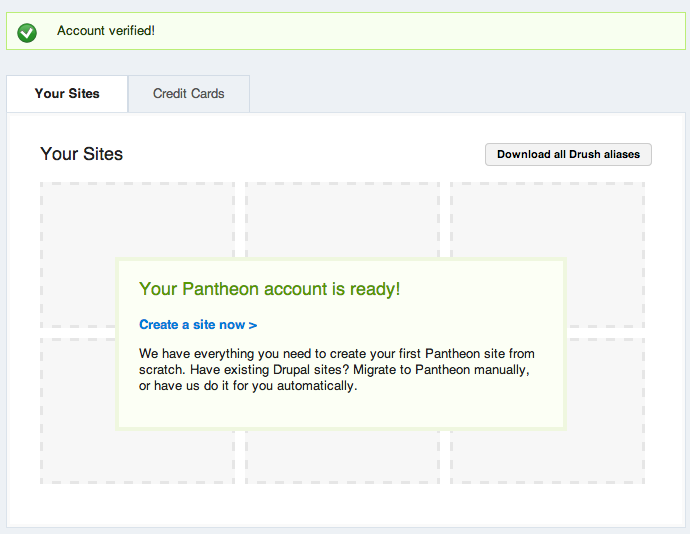 Account verified!
Your Sites
Credit Cards
Your Sites
Download all Drush aliases
Your Pantheon account is ready!
Create a site now >
We have everything you need to create your first Pantheon site from
scratch. Have existing Drupal sites? Migrate to Pantheon manually,
or have us do it for you automatically.